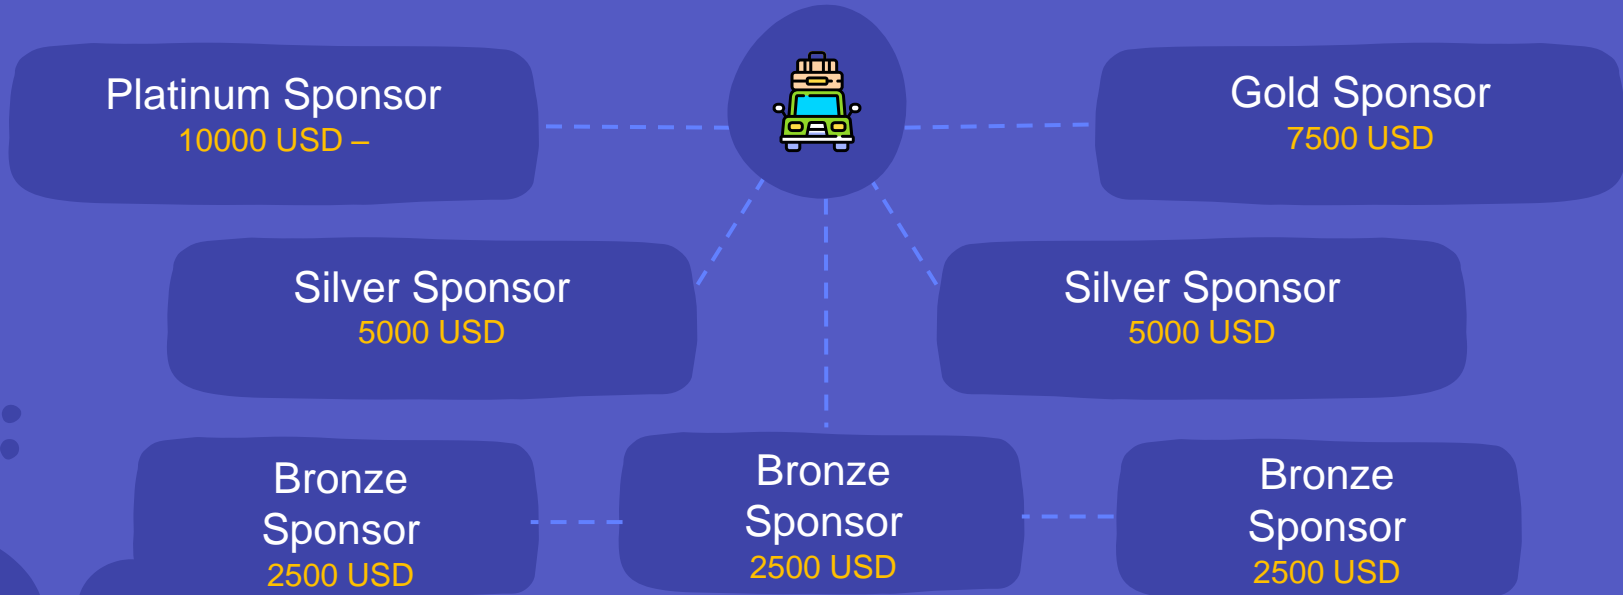 Platinum Sponsor
10000 USD –
Gold Sponsor
7500 USD
Silver Sponsor
5000 USD
Silver Sponsor
5000 USD
Bronze
Sponsor
2500 USD
Bronze
Sponsor
2500 USD
Bronze
Sponsor
2500 USD